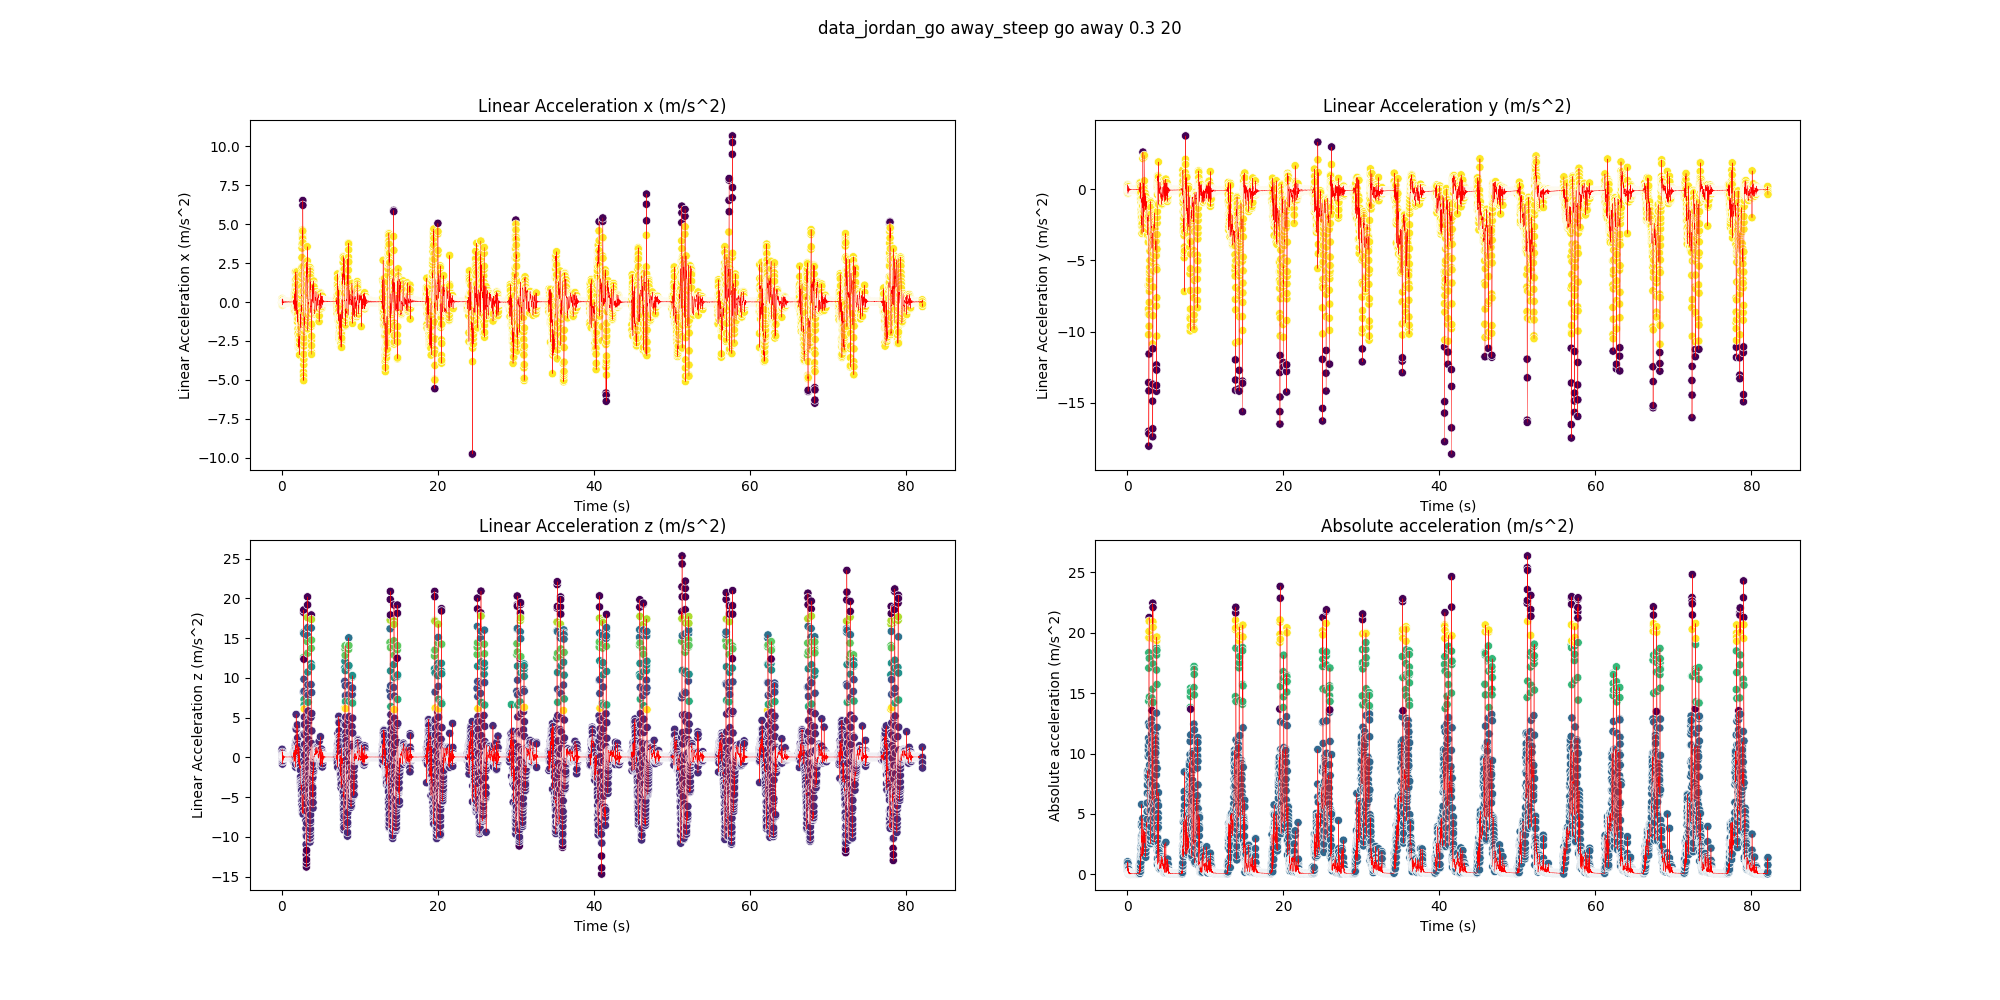 data_jordan_go away_steep go away 0.3 20
Linear Acceleration x (m/s^2)
Linear Acceleration x (m/s^2)
10.0
7.5
5.0
2.5
0.0
−2.5
−5.0
−7.5
−10.0
0 20 40 60 80
Time (s)
Linear Acceleration y (m/s^2)
Linear Acceleration y (m/s^2)
0
−5
−10
−15
0 20 40 60 80
Time (s)
Linear Acceleration z (m/s^2)
Linear Acceleration z (m/s^2)
25
20
15
10
5
0
−5
−10
−15
0 20 40 60 80
Time (s)
Absolute acceleration (m/s^2)
Absolute acceleration (m/s^2)
25
20
15
10
5
0
0 20 40 60 80
Time (s)